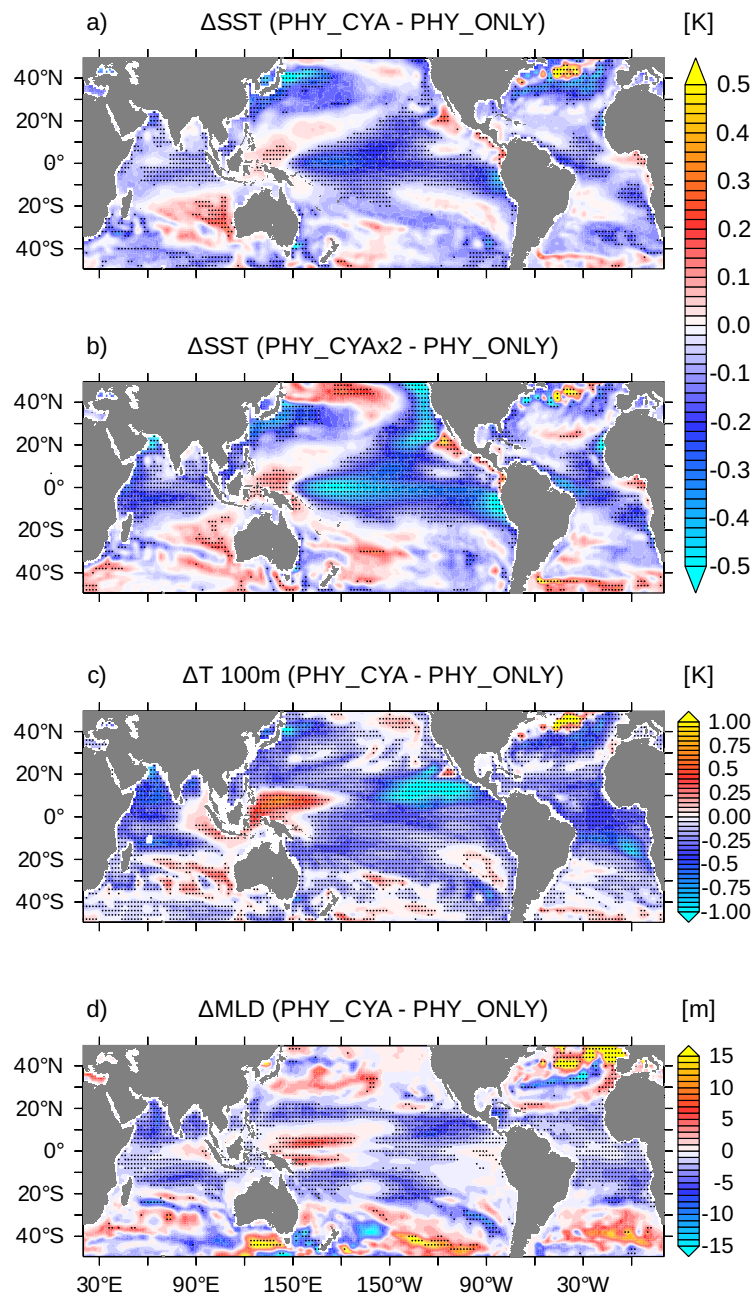 a) ΔSST (PHY_CYA - PHY_ONLY) [K]
40°N
20°N
0°
20°S
40°S
0.5
0.4
0.3
0.2
0.1
0.0
-0.1
-0.2
-0.3
-0.4
-0.5
b) ΔSST (PHY_CYAx2 - PHY_ONLY)
40°N
20°N
0°
20°S
40°S
c) ΔT 100m (PHY_CYA - PHY_ONLY) [K]
40°N
20°N
0°
20°S
40°S
1.00
0.75
0.50
0.25
0.00
-0.25
-0.50
-0.75
-1.00
d) ΔMLD (PHY_CYA - PHY_ONLY) [m]
40°N
20°N
0°
20°S
40°S
15
10
5
0
-5
-10
-15
30°E 90°E 150°E 150°W 90°W 30°W